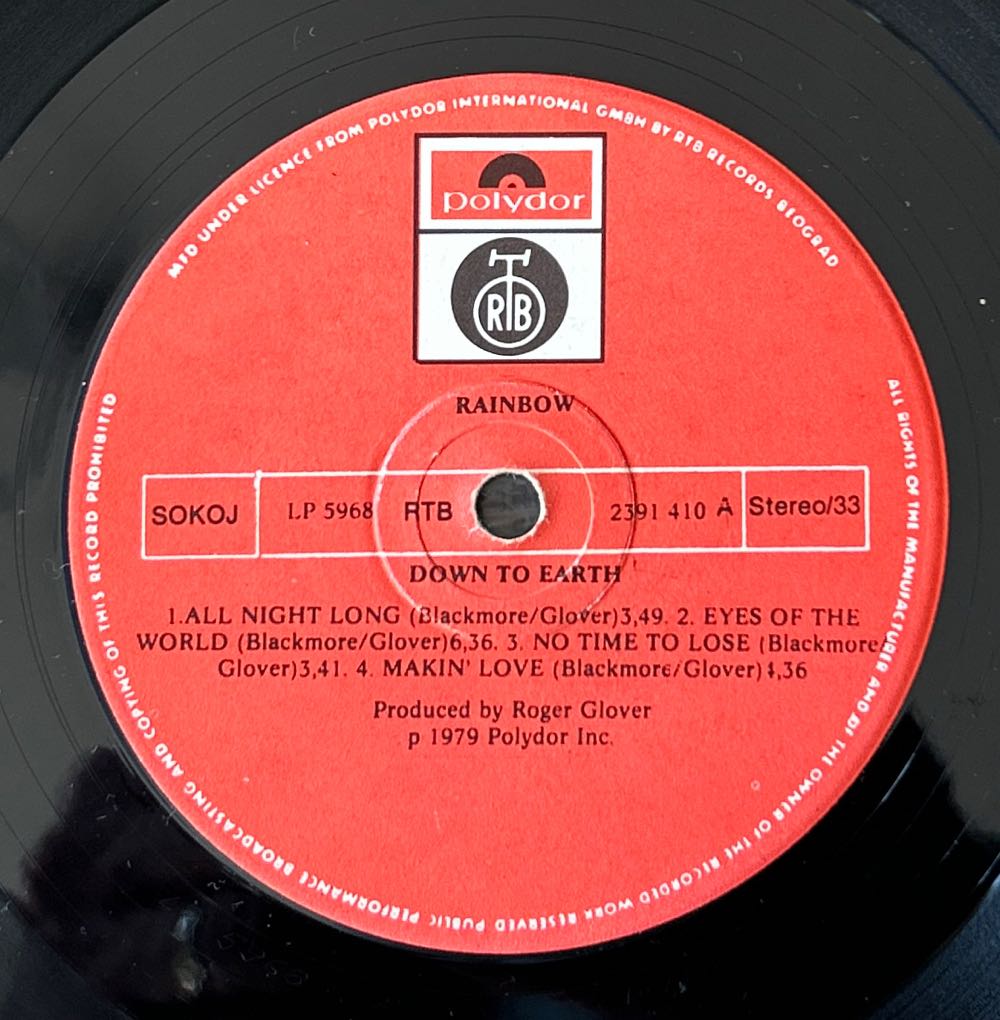 MFD UNDER LICENCE FROM POLYDOR INTERNATIONAL GMBH BY RTB RECORDS BEOGRAD
polydor
RTB
RAINBOW
SOKOJ LP 5968 RTB 2391 410 A Stereo/33
DOWN TO EARTH
1.ALL NIGHT LONG (Blackmore/Glover)3,49. 2. EYES OF THE
WORLD (Blackmore/Glover)6,36. 3. NO TIME TO LOSE (Blackmore/
Glover)3,41. 4. MAKIN' LOVE (Blackmore/Glover)4,36
Produced by Roger Glover
p 1979 Polydor Inc.
ALL RIGHTS OF THE MANUFACTURER AND OF THE OWNER OF THE RECORDED WORK RESERVED PUBLIC PERFORMANCE BROADCASTING AND COPYING OF THIS RECORD PROHIBITED